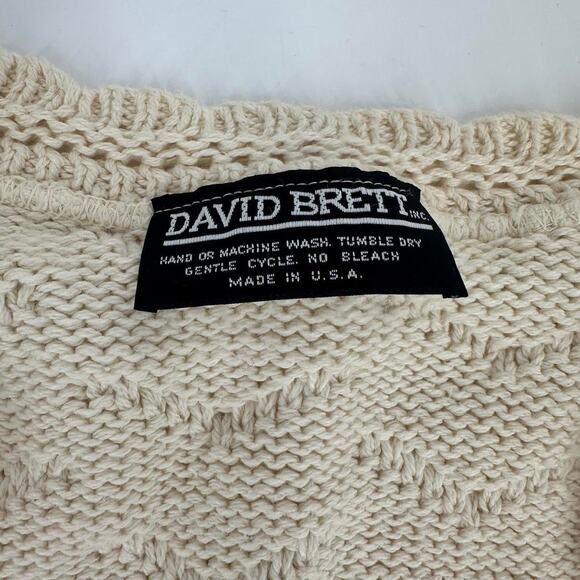 DAVID BRETT INC.
HAND OR MACHINE WASH. TUMBLE DRY
GENTLE CYCLE. NO BLEACH
MADE IN U.S.A.